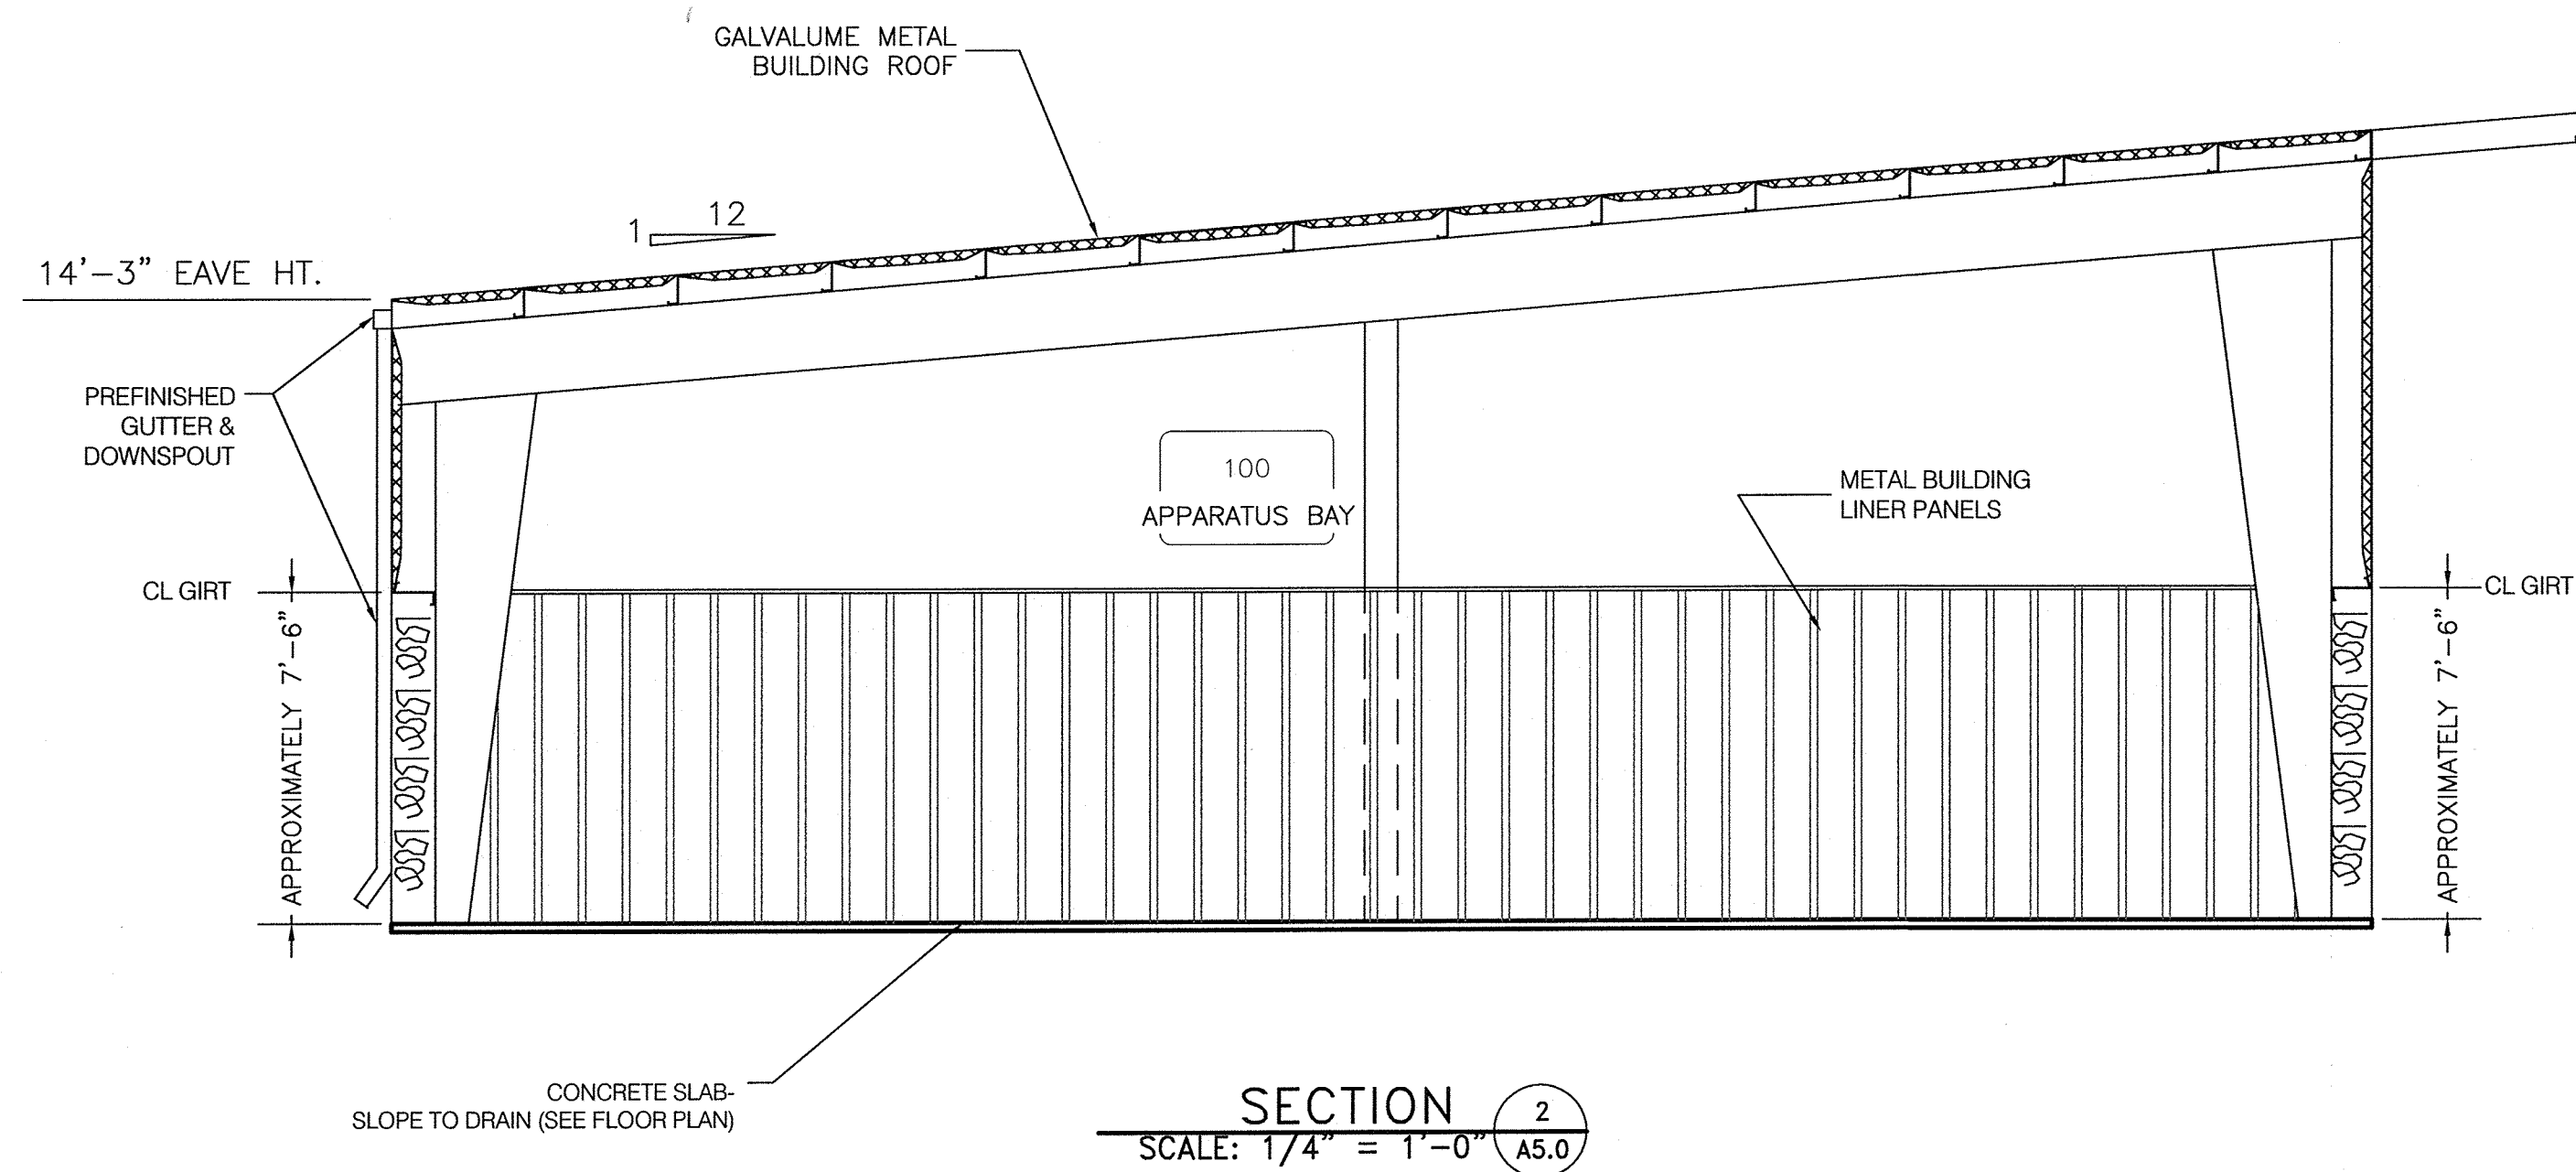 GALVALUME METAL
BUILDING ROOF
1
12
14'-3" EAVE HT.
PREFINISHED
GUTTER &
DOWNSPOUT
100
APPARATUS BAY
METAL BUILDING
LINER PANELS
CL GIRT
CL GIRT
APPROXIMATELY 7'-6"
APPROXIMATELY 7'-6"
CONCRETE SLAB-
SLOPE TO DRAIN (SEE FLOOR PLAN)
SECTION
2
SCALE: 1/4" = 1'-0"
A5.0